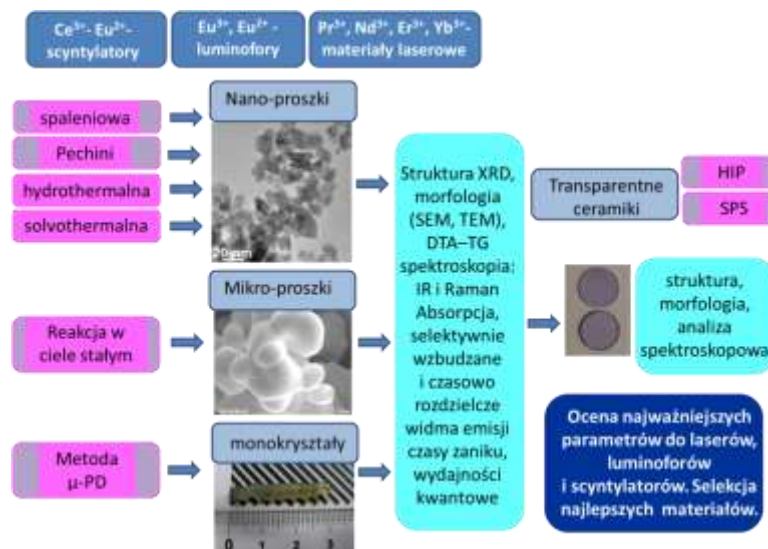 Ce³⁺- Eu²⁺-
scyntylatory
Eu³⁺, Eu²⁺ -
luminofory
Pr³⁺, Nd³⁺, Er³⁺, Yb³⁺-
materiały laserowe
spaleniowa
Pechini
hydrothermalna
solvothermalna
Nano-proszki
20 nm
Reakcja w
ciele stałym
Mikro-proszki
Metoda
µ-PD
monokryształy
0 1 2 3
Struktura XRD,
morfologia
(SEM, TEM),
DTA–TG
spektroskopia:
IR i Raman
Absorpcja,
selektywnie
wzbudzane
i czasowo
rozdzielcze
widma emisji
czasy zaniku,
wydajności
kwantowe
Transparentne
ceramiki
HIP
SPS
struktura,
morfologia,
analiza
spektroskopowa
Ocena najważniejszych
parametrów do laserów,
luminoforów
i scyntylatorów. Selekcja
najlepszych materiałów.